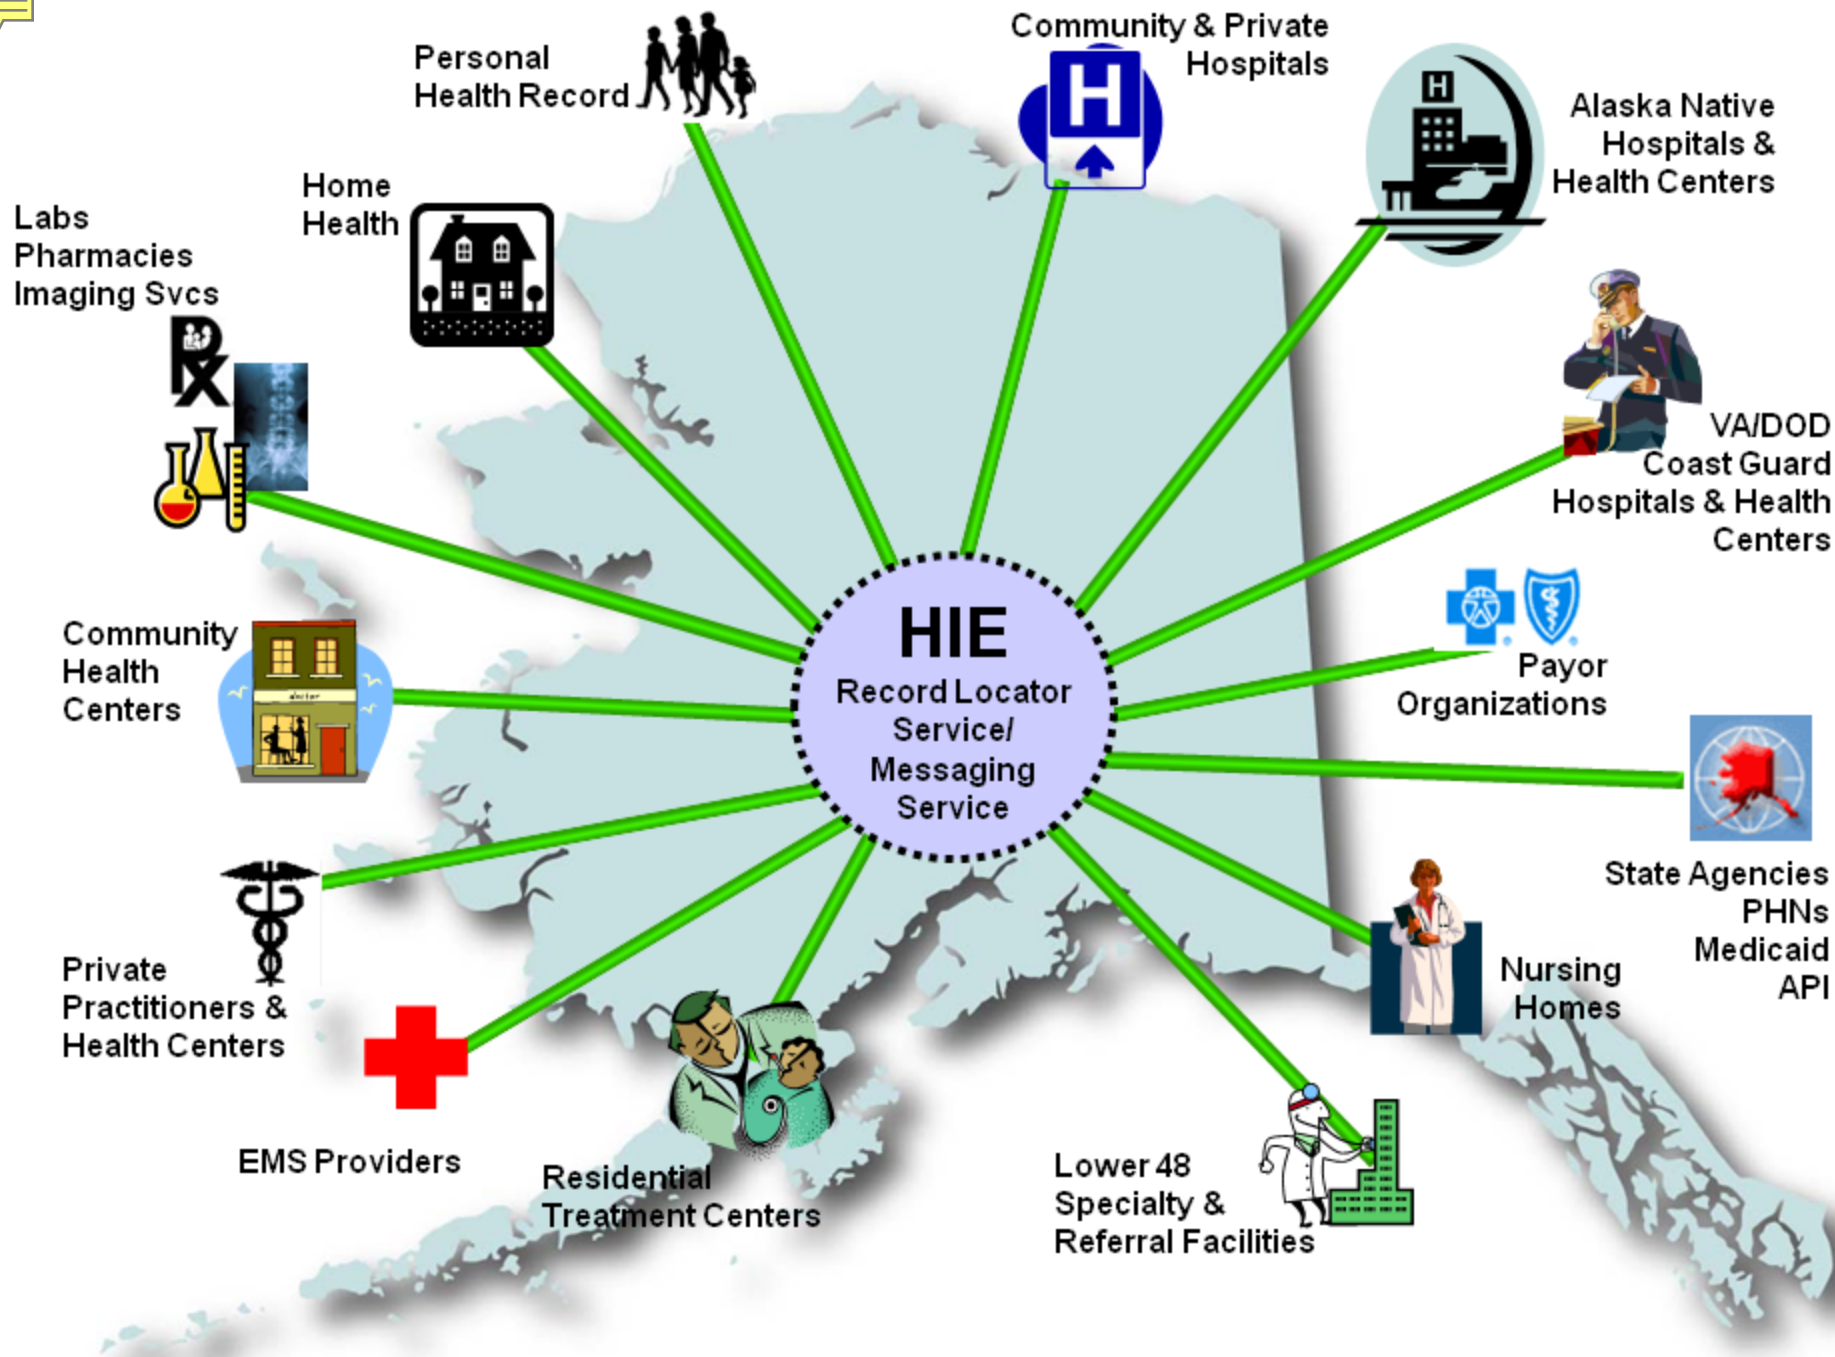 Community & Private
Hospitals
Personal
Health Record
H
H
Alaska Native
Hospitals &
Health Centers
Home
Health
Labs
Pharmacies
Imaging Svcs
Rx
VA/DOD
Coast Guard
Hospitals & Health
Centers
HIE
Record Locator
Service/
Messaging
Service
Community
Health
Centers
doctor
Payor
Organizations
State Agencies
PHNs
Medicaid
API
Private
Practitioners &
Health Centers
Nursing
Homes
EMS Providers
Residential
Treatment Centers
Lower 48
Specialty &
Referral Facilities